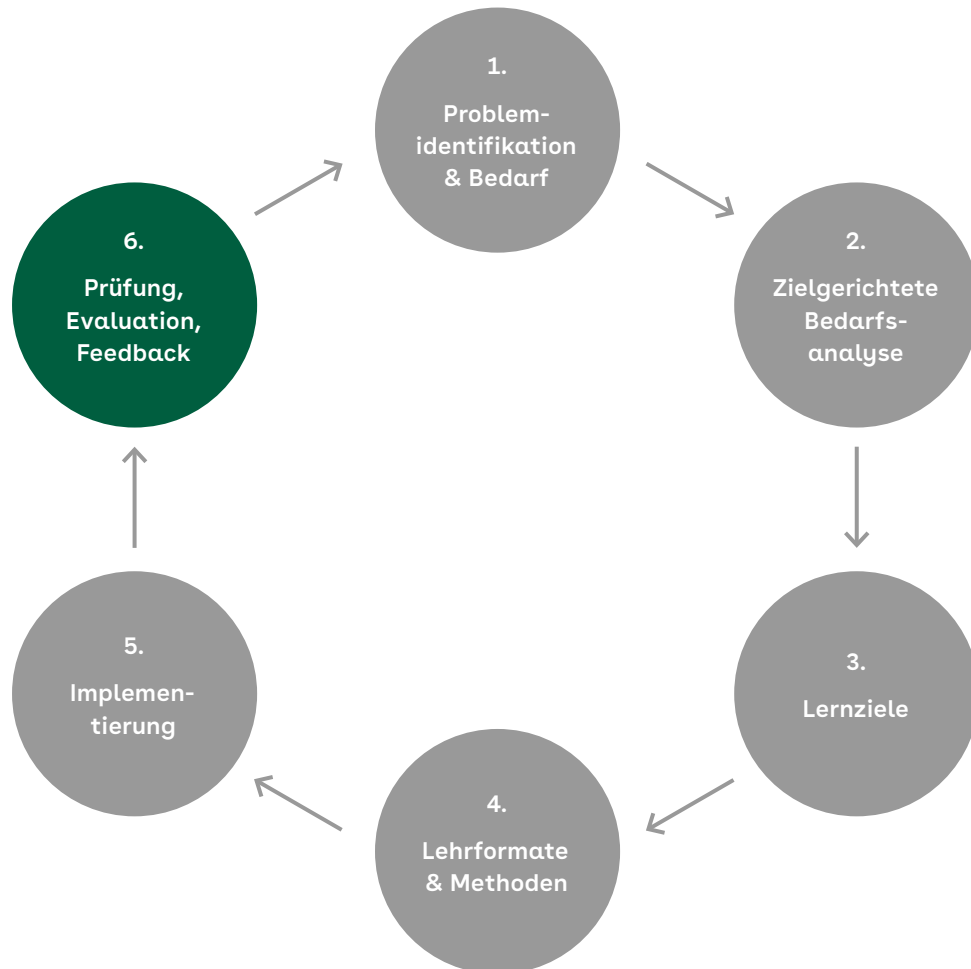 1.
Problem-
identifikation
& Bedarf
2.
Zielgerichtete
Bedarfs-
analyse
3.
Lernziele
4.
Lehrformate
& Methoden
5.
Implemen-
tierung
6.
Prüfung,
Evaluation,
Feedback